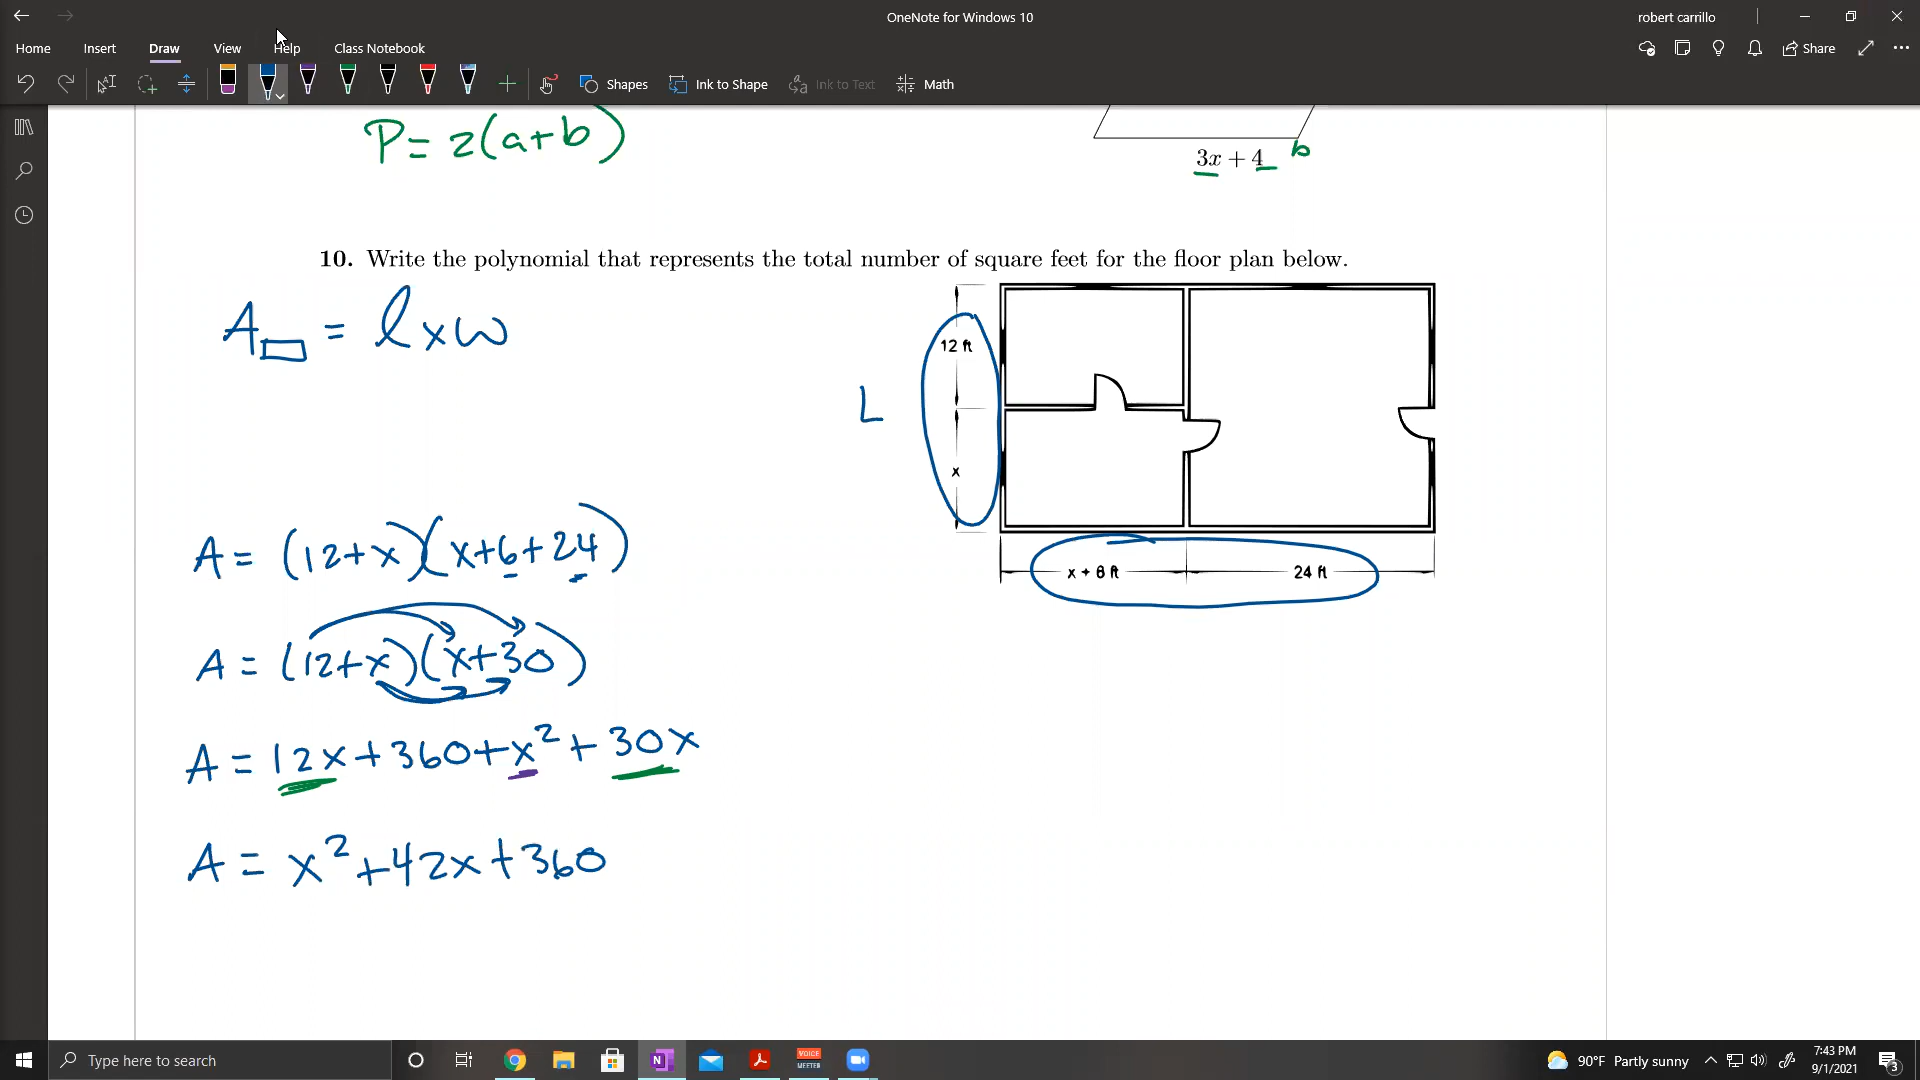 OneNote for Windows 10
robert carrillo
Home Insert Draw View Help Class Notebook
Share
Shapes Ink to Shape Ink to Text Math
P= 2(a+b)
3x + 4 b
10. Write the polynomial that represents the total number of square feet for the floor plan below.
A▭ = l x w
12 ft
L
x
x + 6 ft 24 ft
A = (12+x)(x+6+24)
A = (12+x)(x+30)
A = 12x+360+x²+30x
A = x²+42x+360
Type here to search
VOICE
MEETER
90°F Partly sunny
7:43 PM
9/1/2021
3